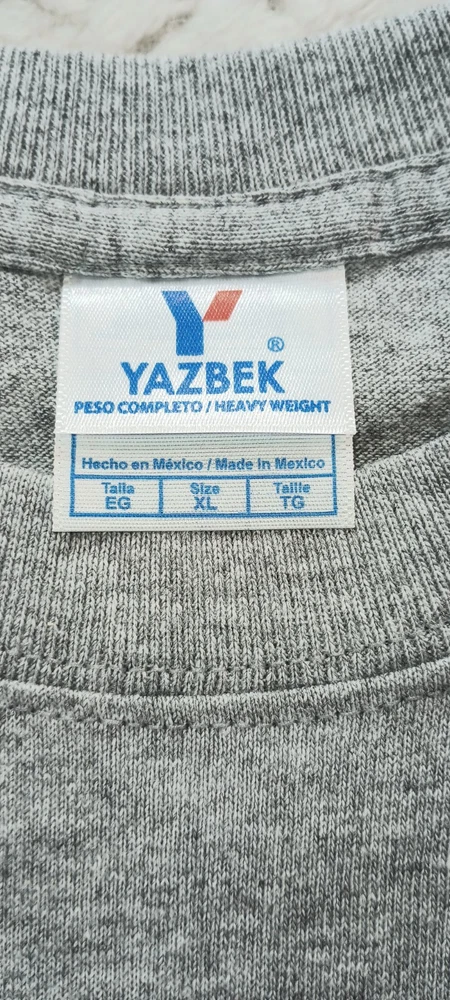 Y ®
YAZBEK
PESO COMPLETO / HEAVY WEIGHT
Hecho en México / Made In Mexico
Talla Size Taille
EG XL TG